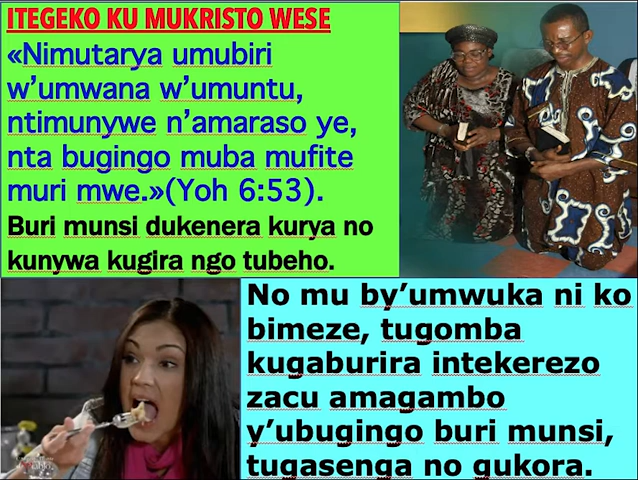 ITEGEKO KU MUKRISTO WESE
«Nimutarya umubiri
w’umwana w’umuntu,
ntimunywe n’amaraso ye,
nta bugingo muba mufite
muri mwe.»(Yoh 6:53).
Buri munsi dukenera kurya no
kunywa kugira ngo tubeho.
No mu by’umwuka ni ko
bimeze, tugomba
kugaburira intekerezo
zacu amagambo
y’ubugingo buri munsi,
tugasenga no gukora.